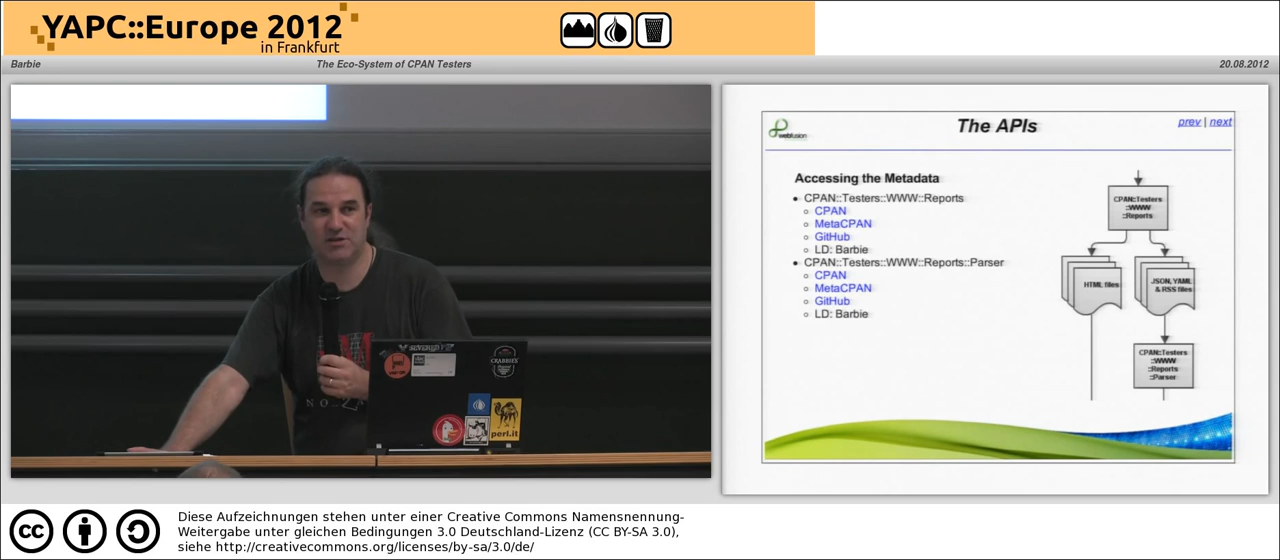 YAPC::Europe 2012
in Frankfurt
Barbie
The Eco-System of CPAN Testers
20.08.2012
CRABBIE'S
perl.it
NO
webfusion
The APIs
prev | next
Accessing the Metadata
• CPAN::Testers::WWW::Reports
○ CPAN
○ MetaCPAN
○ GitHub
○ LD: Barbie
• CPAN::Testers::WWW::Reports::Parser
○ CPAN
○ MetaCPAN
○ GitHub
○ LD: Barbie
CPAN::Testers
::WWW
::Reports
HTML files
JSON, YAML
& RSS files
CPAN::Testers
::WWW
::Reports
::Parser
cc
Diese Aufzeichnungen stehen unter einer Creative Commons Namensnennung-
Weitergabe unter gleichen Bedingungen 3.0 Deutschland-Lizenz (CC BY-SA 3.0),
siehe http://creativecommons.org/licenses/by-sa/3.0/de/